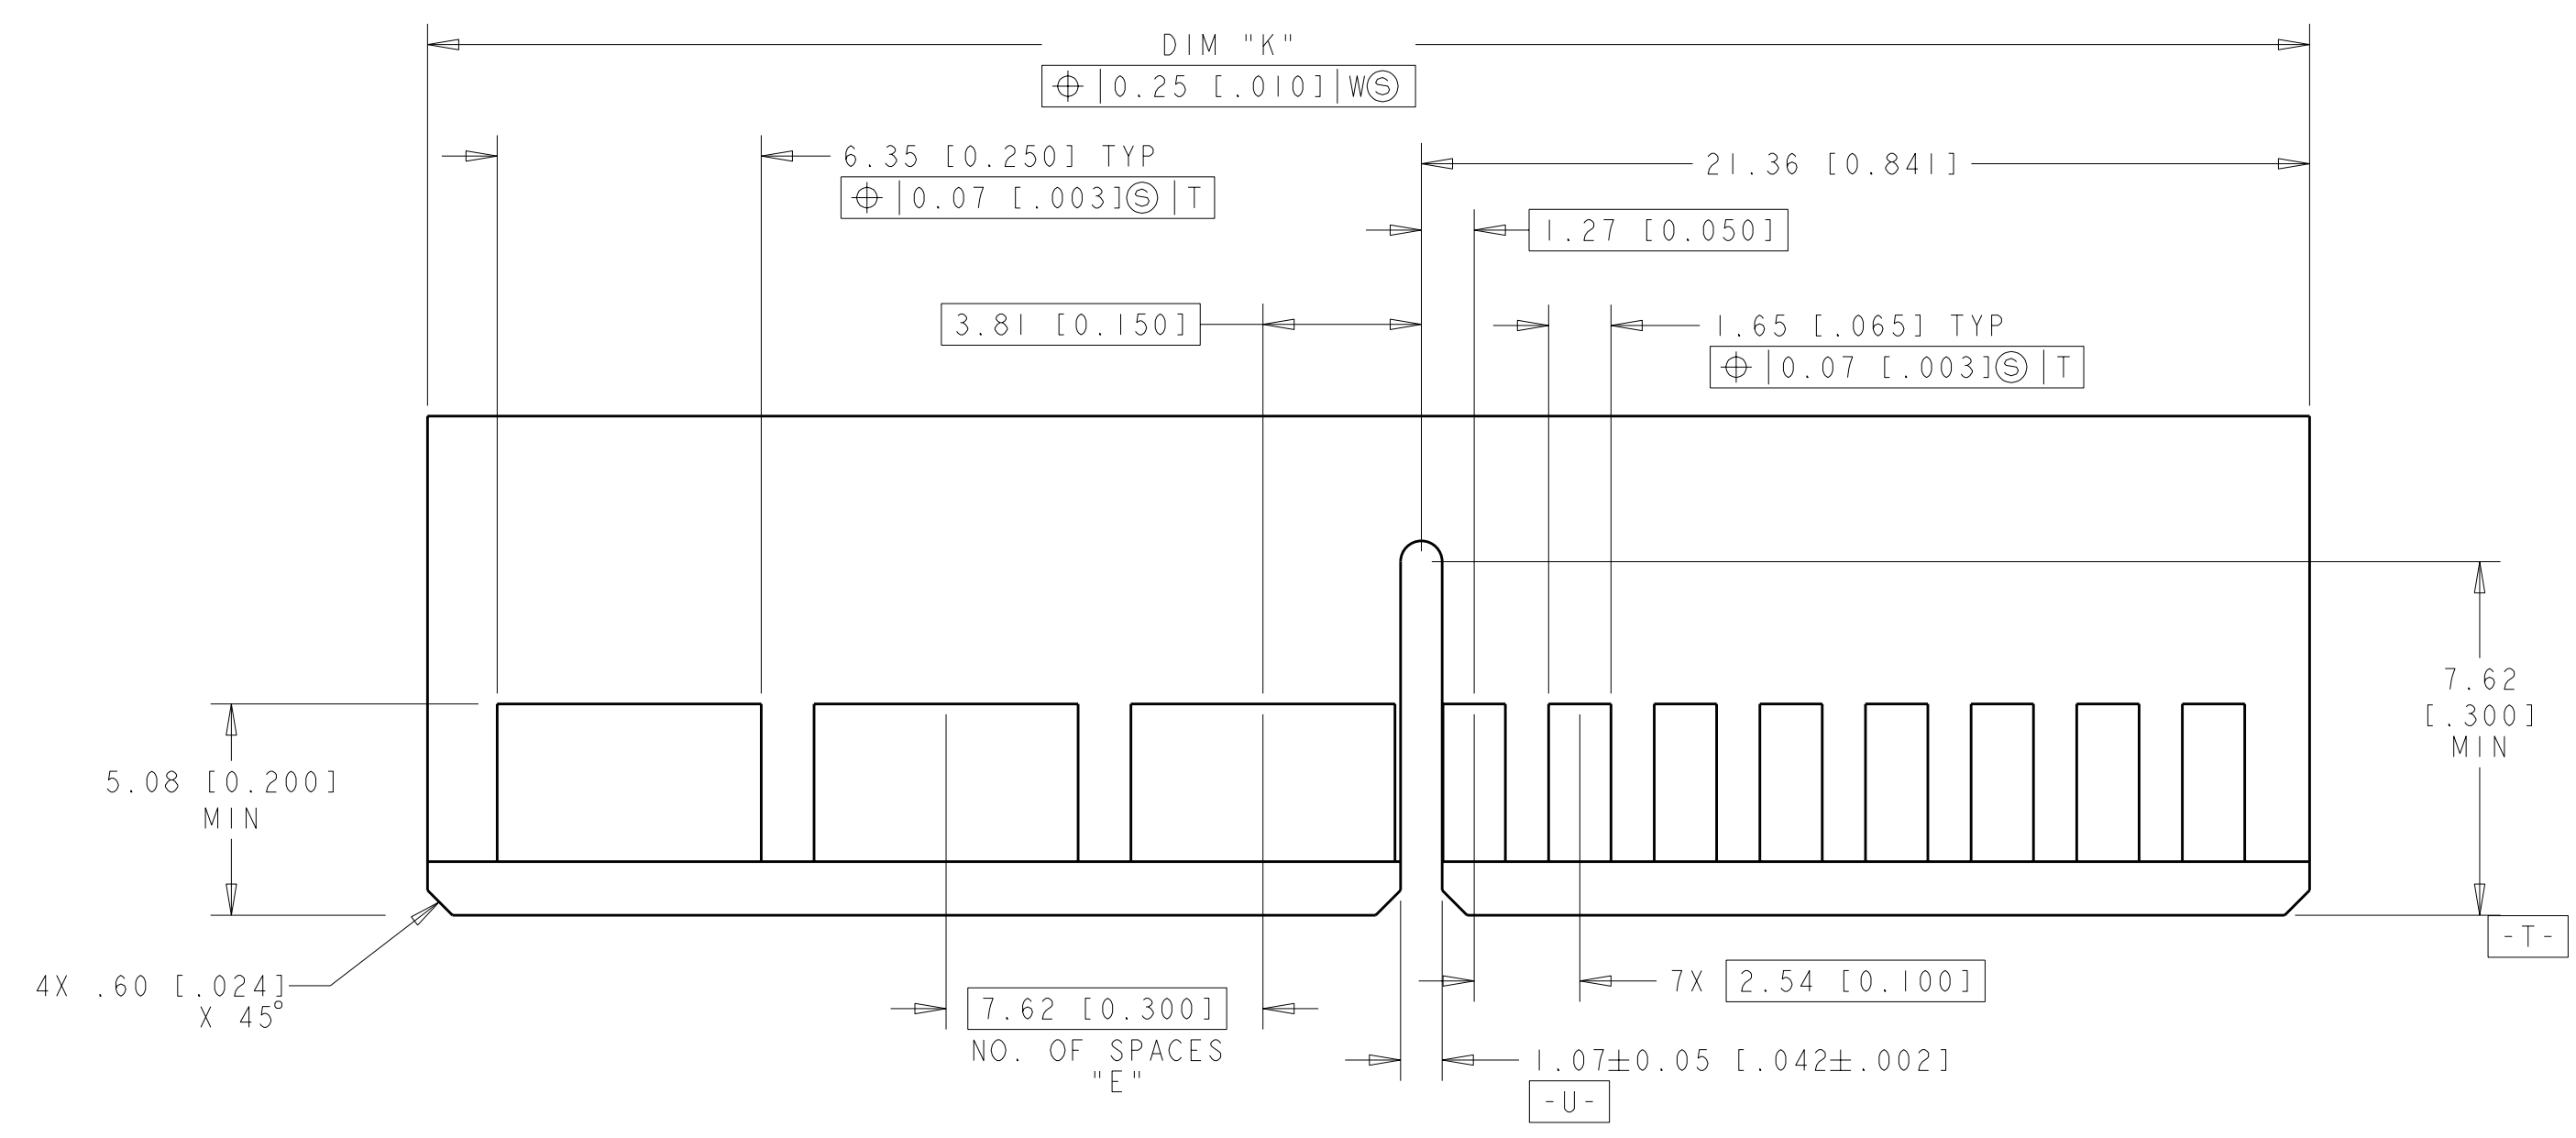 DIM "K"
⌖ 0.25 [.010] WⓈ
6.35 [0.250] TYP
⌖ 0.07 [.003]Ⓢ T
21.36 [0.841]
1.27 [0.050]
3.81 [0.150]
1.65 [.065] TYP
⌖ 0.07 [.003]Ⓢ T
7.62
[.300]
MIN
5.08 [0.200]
MIN
-T-
4X .60 [.024]
X 45°
7X 2.54 [0.100]
7.62 [0.300]
NO. OF SPACES
"E"
1.07±0.05 [.042±.002]
-U-